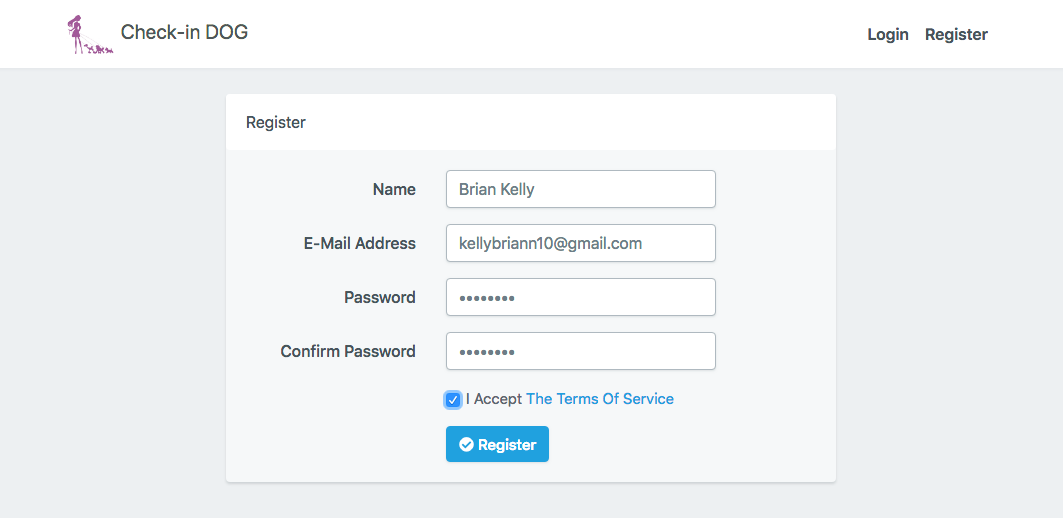 Check-in DOG
Login Register
Register
Name Brian Kelly
E-Mail Address kellybriann10@gmail.com
Password ••••••••
Confirm Password ••••••••
I Accept The Terms Of Service
Register